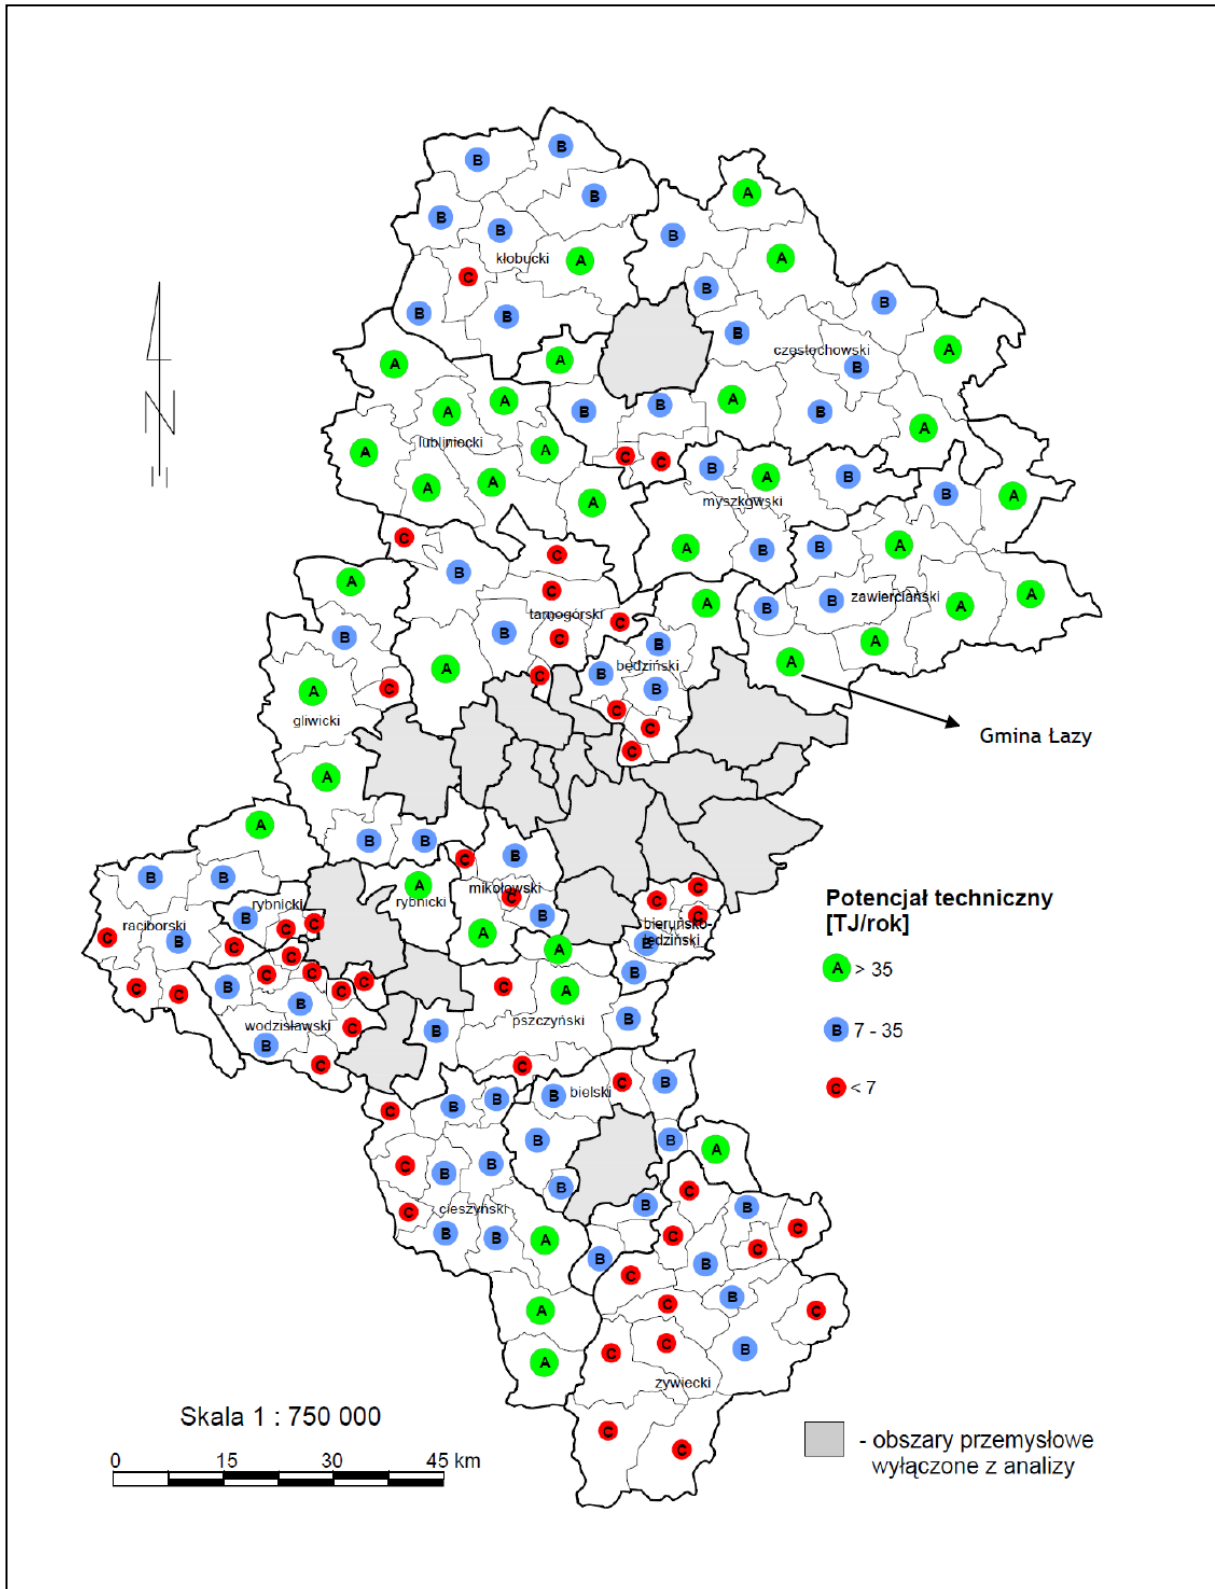 B
B
A
B
B
B
B
kłobucki
A
A
C
B
B
B
B
B
częstochowski
A
A
A
B
A
A
B
A
B
B
A
lubliniecki
A
A
C
C
B
A
B
myszkowski
A
A
B
A
A
C
A
B
B
A
C
B
A
C
zawierciański
A
B
A
B
tarnogórski
A
C
B
B
C
B
A
będziński
A
A
B
C
C
A
B
gliwicki
C
C
Gmina Łazy
C
A
A
B
B
C
B
mikołowski
B
B
A
rybnicki
C
C
C
Potencjał techniczny
[TJ/rok]
rybnicki
raciborski
B
C
C
B
C
bieruńsko-
lędziński
C
B
C
A
B
A
C
C
C
B
A > 35
B
C
C
C
C
B
C
A
C
B
wodzisławski
C
pszczyński
B
B
B 7 - 35
B
C
C
bielski
C
B
C < 7
B
B
B
C
B
B
A
C
B
B
B
C
cieszyński
C
B
B
B
B
A
C
C
C
B
B
C
B
C
B
A
C
C
B
C
A
żywiecki
Skala 1 : 750 000
C
C
0 15 30 45 km
- obszary przemysłowe
wyłączone z analizy